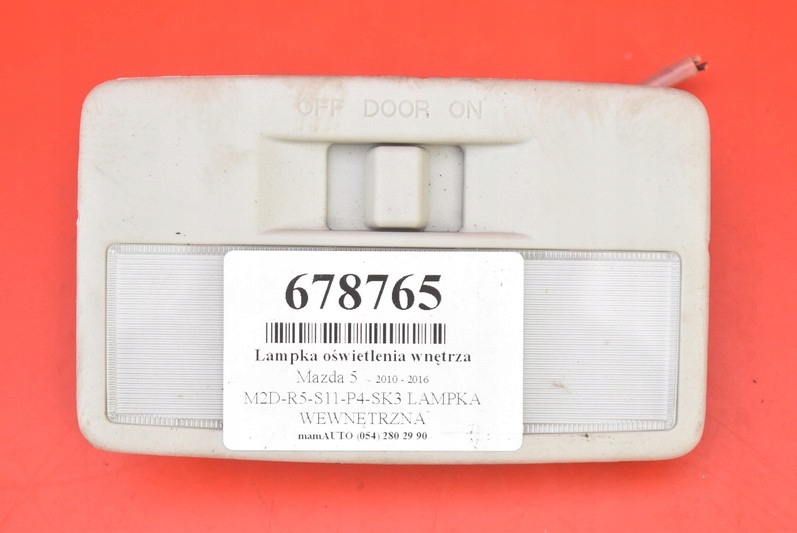 OFF DOOR ON
678765
Lampka oświetlenia wnętrza
Mazda 5 - 2010 - 2016
M2D-R5-S11-P4-SK3 LAMPKA
WEWNĘTRZNA
mamAUTO (054) 280 29 90